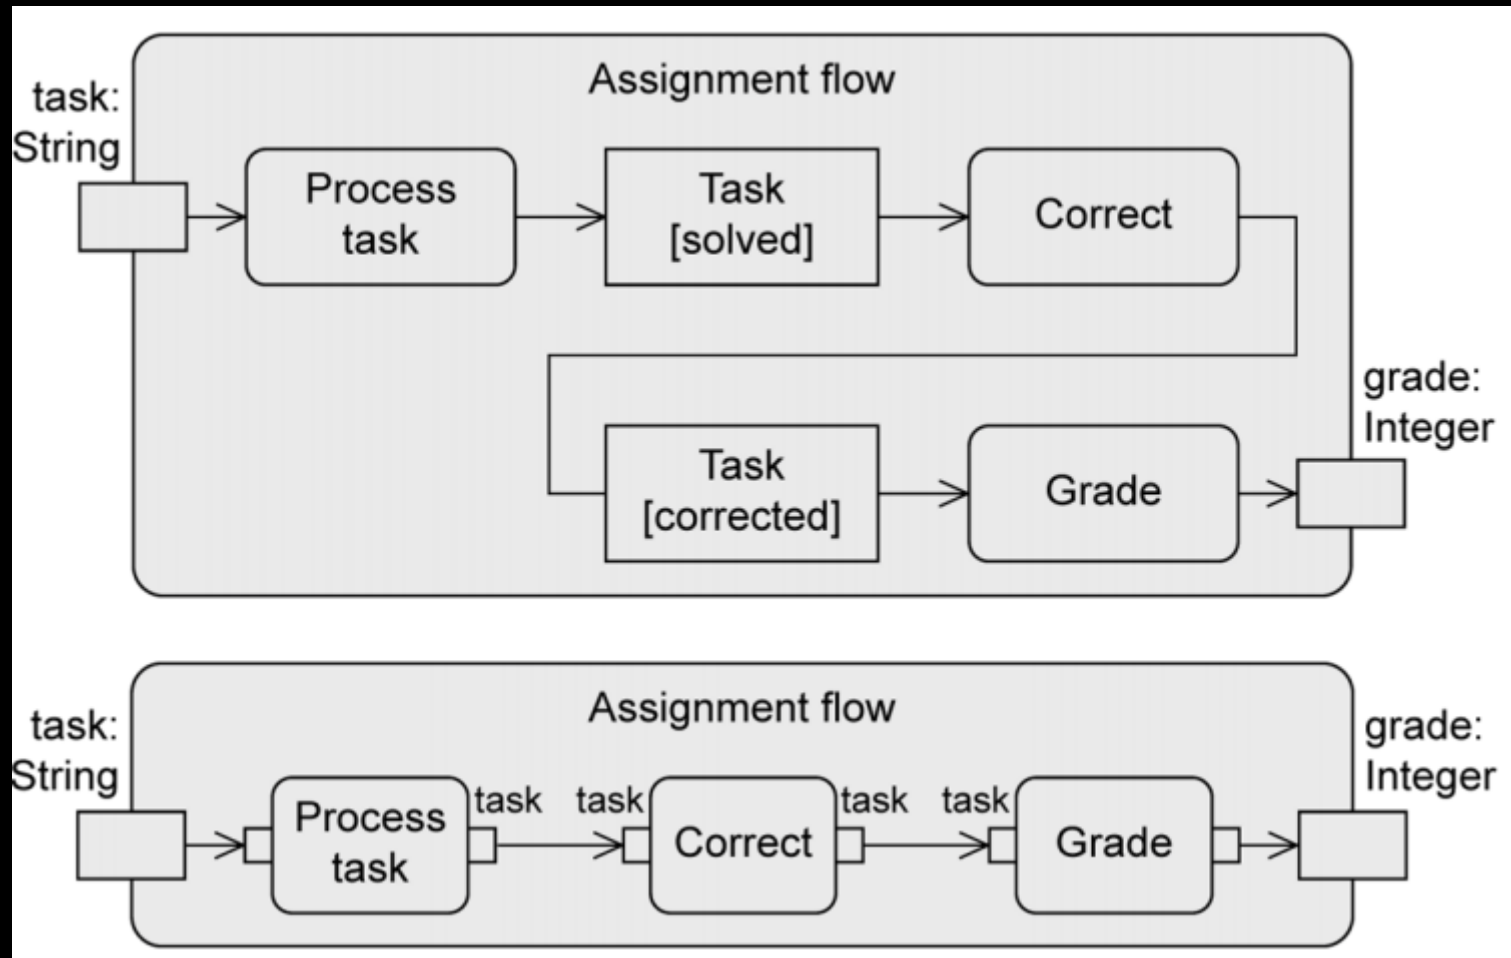 Assignment flow
task:
String
Process
task
Task
[solved]
Correct
grade:
Integer
Task
[corrected]
Grade
Assignment flow
task:
String
grade:
Integer
Process
task
task
task
Correct
task
task
Grade